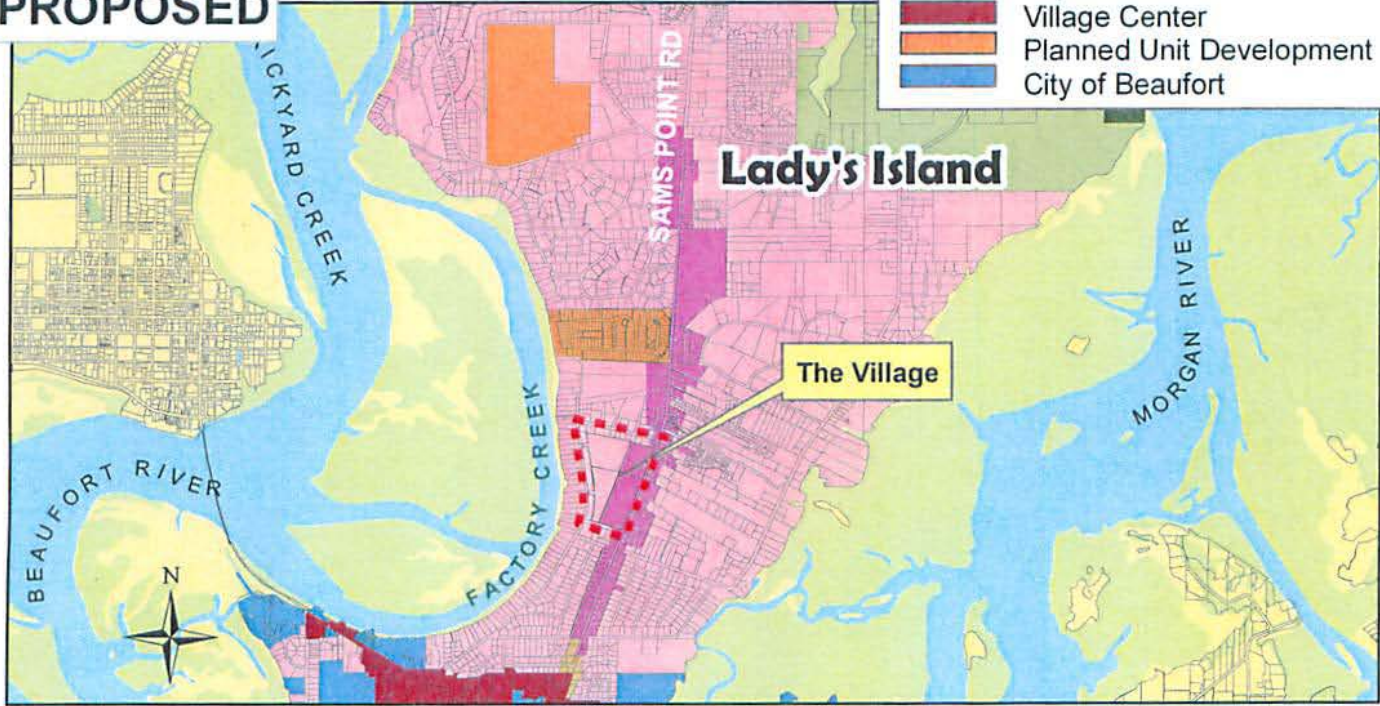 PROPOSED
Village Center
Planned Unit Development
City of Beaufort
SAMS POINT RD
Lady's Island
The Village
MORGAN RIVER
FACTORY CREEK
BEAUFORT RIVER
N